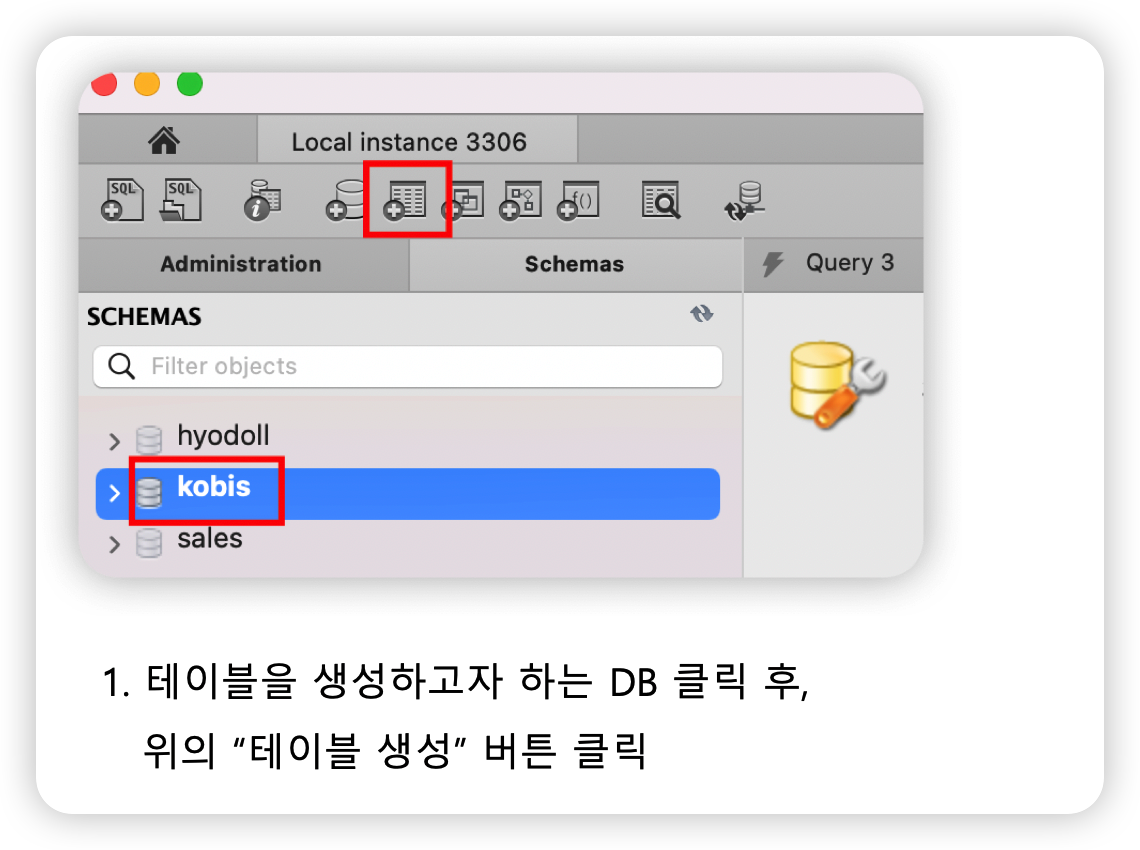 Local instance 3306
SQL
SQL
i
f()
Administration
Schemas
Query 3
SCHEMAS
Filter objects
hyodoll
kobis
sales
1. 테이블을 생성하고자 하는 DB 클릭 후,
위의 “테이블 생성” 버튼 클릭